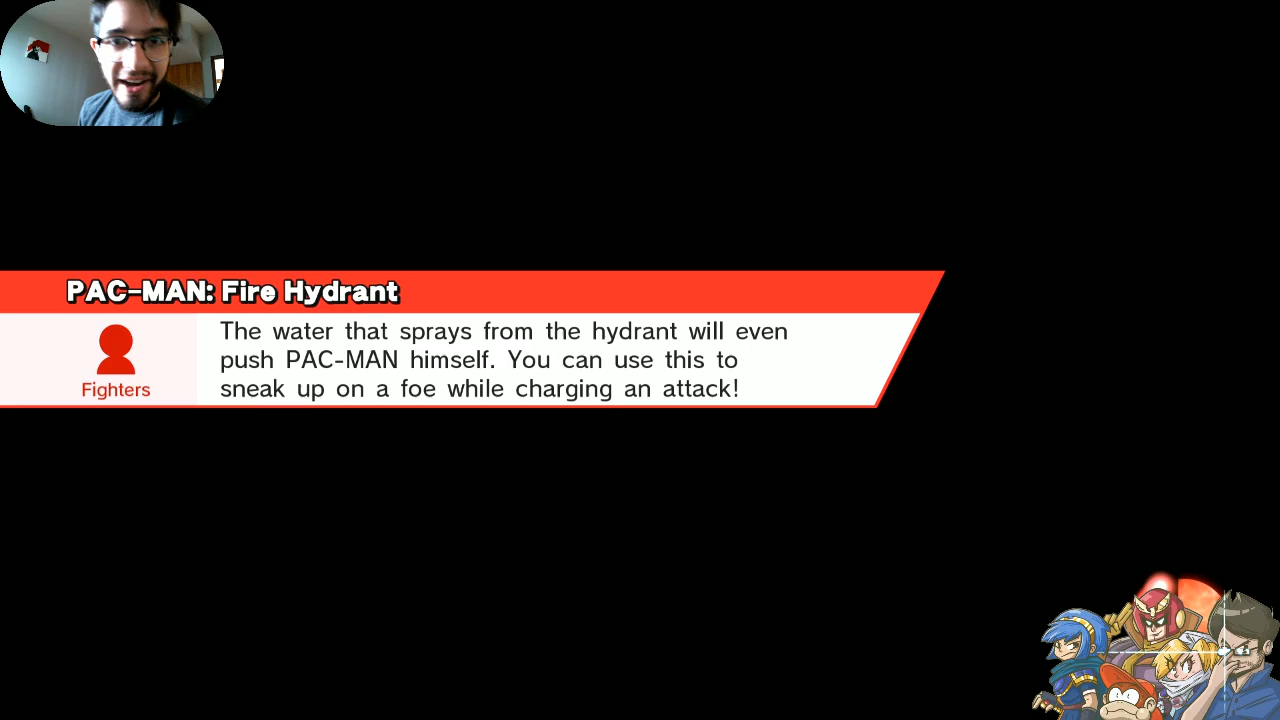 PAC-MAN: Fire Hydrant
The water that sprays from the hydrant will even
push PAC-MAN himself. You can use this to
sneak up on a foe while charging an attack!
Fighters